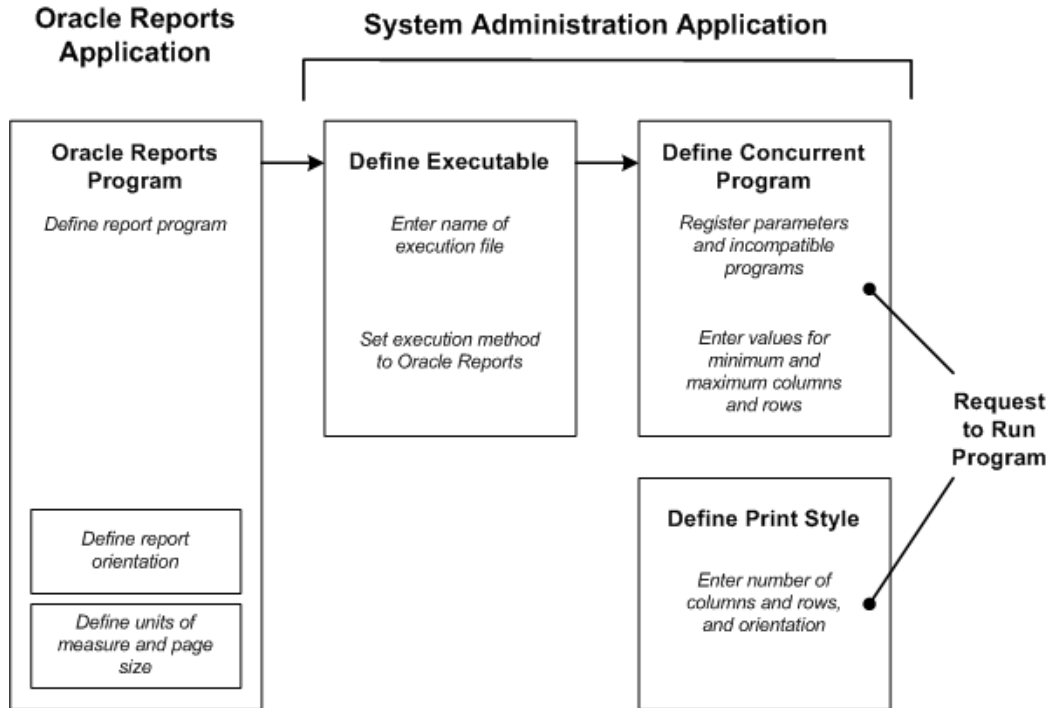 Oracle Reports
Application
System Administration Application
Oracle Reports
Program
Define report program
Define report
orientation
Define units of
measure and page
size
Define Executable
Enter name of
execution file
Set execution method
to Oracle Reports
Define Concurrent
Program
Register parameters
and incompatible
programs
Enter values for
minimum and
maximum columns
and rows
Define Print Style
Enter number of
columns and rows,
and orientation
Request
to Run
Program